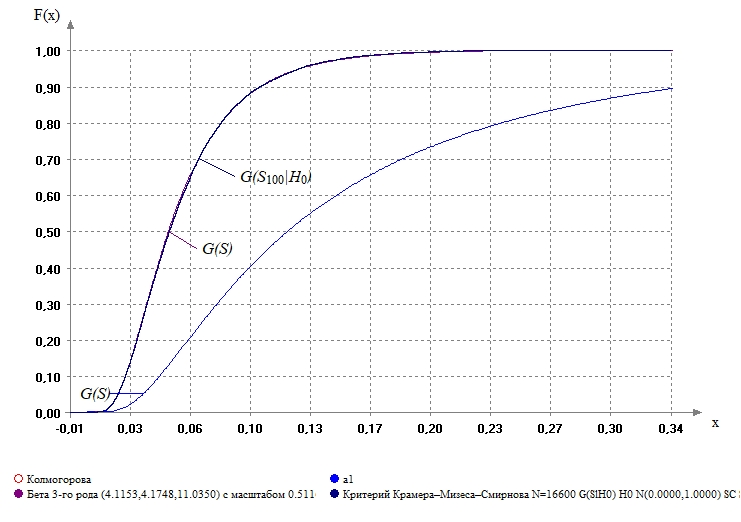 F(x)
1,00
0,90
0,80
0,70
G(S100|H0)
0,60
0,50
G(S)
0,40
0,30
0,20
0,10
G(S)
0,00
-0,01 0,03 0,06 0,10 0,13 0,17 0,20 0,23 0,27 0,30 0,34
x
Колмогорова
a1
Бета 3-го рода (4.1153,4.1748,11.0350) с масштабом 0.511
Критерий Крамера–Мизеса–Смирнова N=16600 G(S|H0) H0 N(0.0000,1.0000) SC